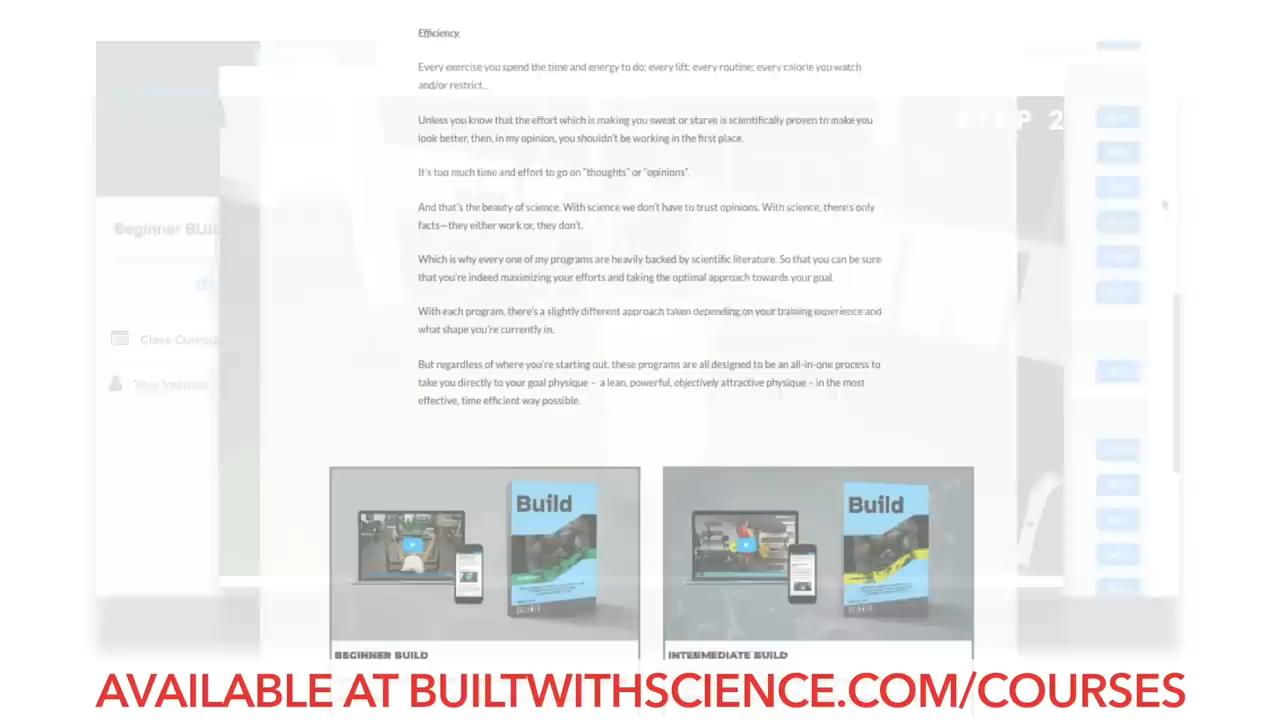 Efficiency.
Every exercise you spend the time and energy to do; every lift; every routine; every calorie you watch
and/or restrict...
STEP 2
Unless you know that the effort which is making you sweat or starve is scientifically proven to make you
look better, then, in my opinion, you shouldn't be working in the first place.
It's too much time and effort to go on "thoughts" or "opinions".
And that's the beauty of science. With science we don't have to trust opinions. With science, there's only
facts—they either work or, they don't.
Beginner BUIL
Which is why every one of my programs are heavily backed by scientific literature. So that you can be sure
that you're indeed maximizing your efforts and taking the optimal approach towards your goal.
With each program, there's a slightly different approach taken depending on your training experience and
what shape you're currently in.
Class Curricu
Your Instructor
But regardless of where you're starting out, these programs are all designed to be an all-in-one process to
take you directly to your goal physique – a lean, powerful, objectively attractive physique – in the most
effective, time efficient way possible.
Build
Build
BEGINNER BUILD
INTERMEDIATE BUILD
AVAILABLE AT BUILTWITHSCIENCE.COM/COURSES